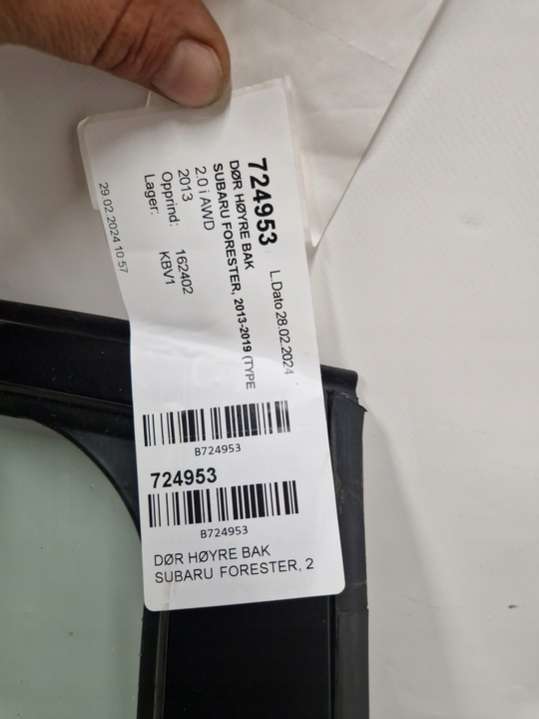 724953 L.Dato 28.02.2024
DØR HØYRE BAK
SUBARU FORESTER, 2013-2019 (TYPE
2.0 i AWD
2013
Opprind: 162402
Lager: KBV1
29.02.2024 10:57
B724953
724953
B724953
DØR HØYRE BAK
SUBARU FORESTER, 2